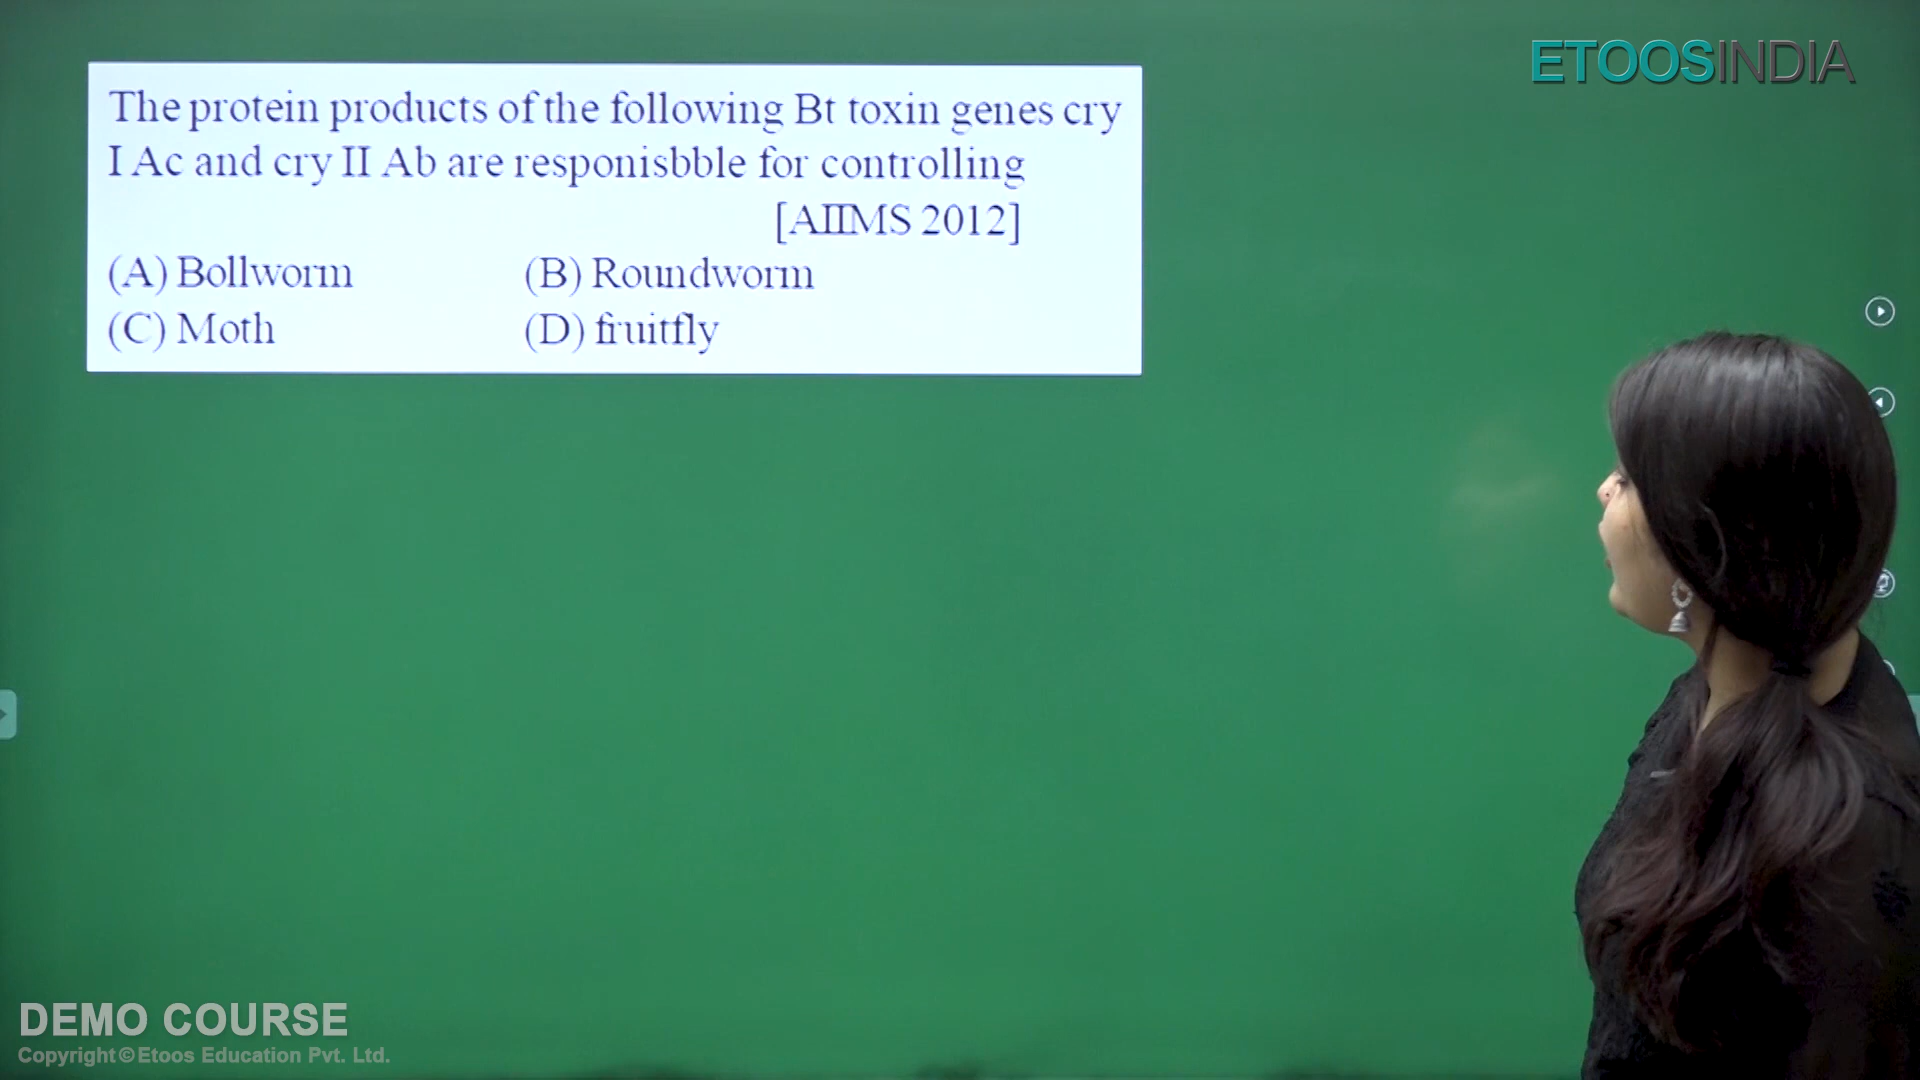 ETOOSINDIA
The protein products of the following Bt toxin genes cry
I Ac and cry II Ab are responisbble for controlling
[AIIMS 2012]
(A) Bollworm (B) Roundworm
(C) Moth (D) fruitfly
DEMO COURSE
Copyright © Etoos Education Pvt. Ltd.